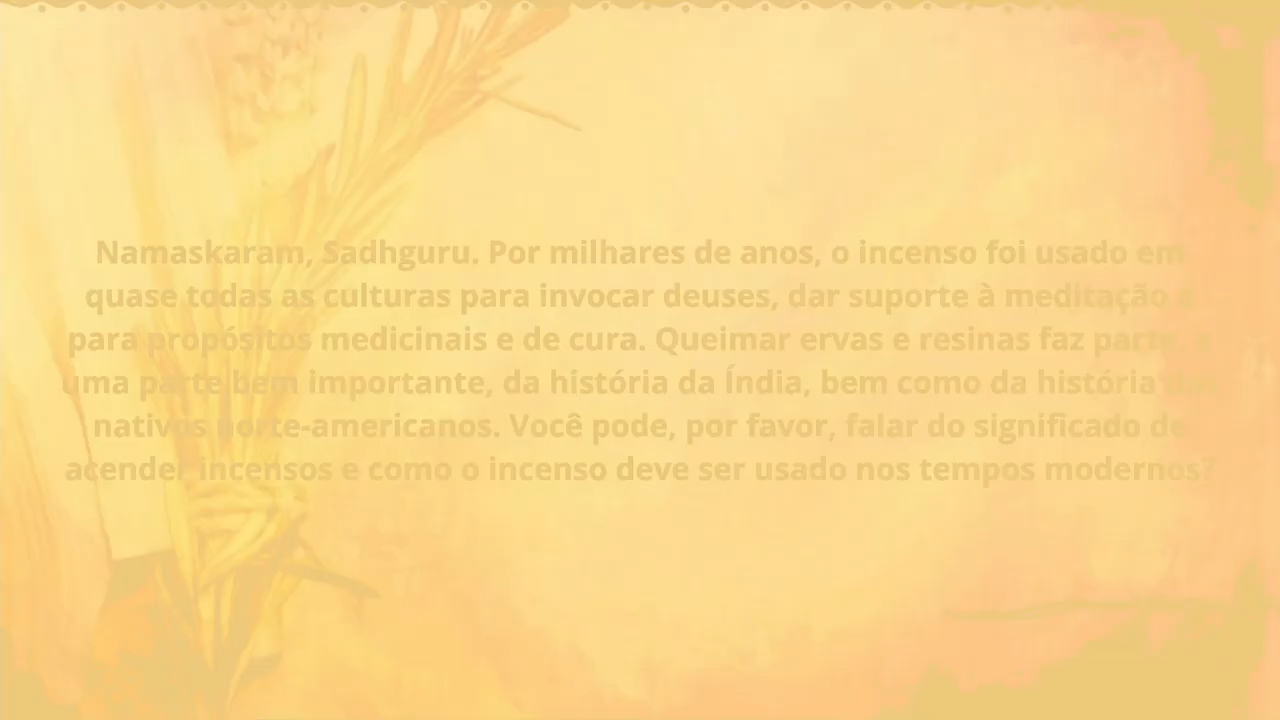 Namaskaram, Sadhguru. Por milhares de anos, o incenso foi usado em
quase todas as culturas para invocar deuses, dar suporte à meditação e
para propósitos medicinais e de cura. Queimar ervas e resinas faz parte, e
uma parte bem importante, da história da Índia, bem como da história dos
nativos norte-americanos. Você pode, por favor, falar do significado de
acender incensos e como o incenso deve ser usado nos tempos modernos?